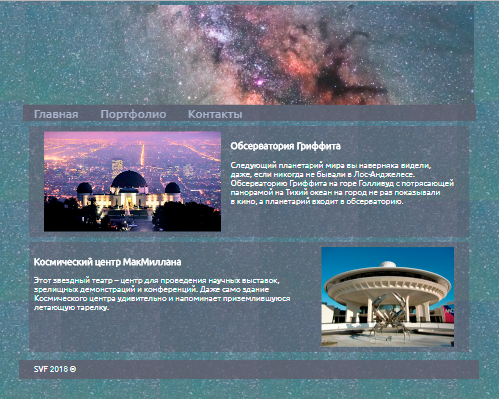 Главная Портфолио Контакты
Обсерватория Гриффита
Следующий планетарий мира вы наверняка видели,
даже, если никогда не бывали в Лос-Анджелесе.
Обсерваторию Гриффита на горе Голливуд с потрясающей
панорамой на Тихий океан на город не раз показывали
в кино, а планетарий входит в обсерваторию.
Космический центр МакМиллана
Этот звездный театр – центр для проведения научных выставок,
зрелищных демонстраций и конференций. Даже само здание
Космического центра удивительно и напоминает приземлившуюся
летающую тарелку.
SVF 2018 ©